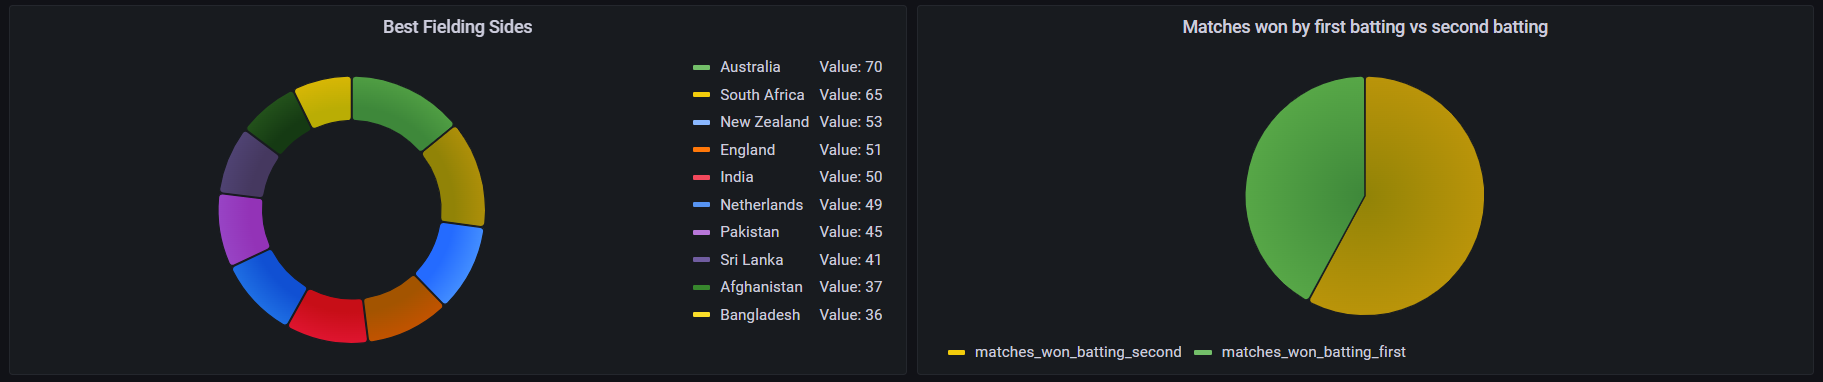 Best Fielding Sides
Australia Value: 70
South Africa Value: 65
New Zealand Value: 53
England Value: 51
India Value: 50
Netherlands Value: 49
Pakistan Value: 45
Sri Lanka Value: 41
Afghanistan Value: 37
Bangladesh Value: 36
Matches won by first batting vs second batting
matches_won_batting_second matches_won_batting_first